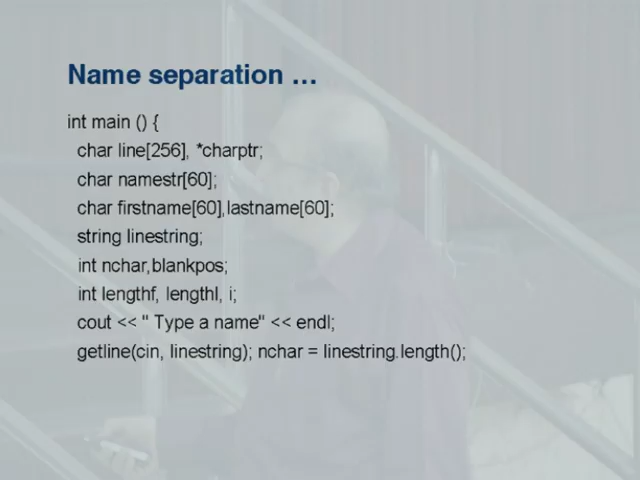 Name separation ...
int main () {
char line[256], *charptr;
char namestr[60];
char firstname[60],lastname[60];
string linestring;
int nchar,blankpos;
int lengthf, lengthl, i;
cout << " Type a name" << endl;
getline(cin, linestring); nchar = linestring.length();